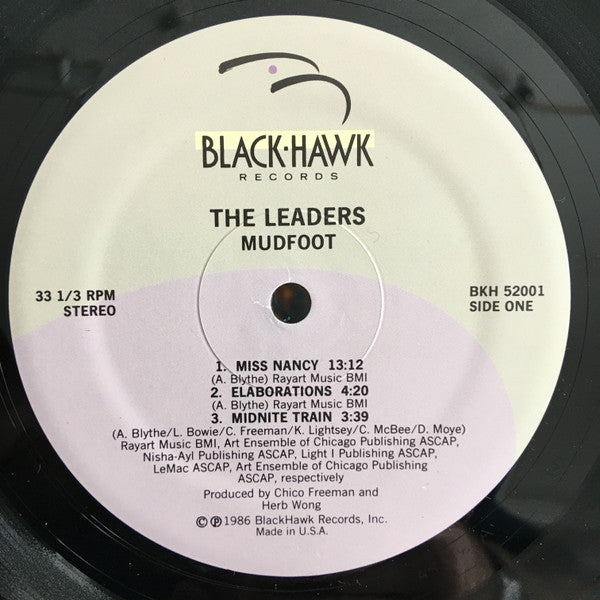 BLACK·HAWK
RECORDS
THE LEADERS
MUDFOOT
33 1/3 RPM
STEREO
BKH 52001
SIDE ONE
1. MISS NANCY 13:12
(A. Blythe) Rayart Music BMI
2. ELABORATIONS 4:20
(A. Blythe) Rayart Music BMI
3. MIDNITE TRAIN 3:39
(A. Blythe/L. Bowie/C. Freeman/K. Lightsey/C. McBee/D. Moye)
Rayart Music BMI, Art Ensemble of Chicago Publishing ASCAP,
Nisha-Ayl Publishing ASCAP, Light I Publishing ASCAP,
LeMac ASCAP, Art Ensemble of Chicago Publishing
ASCAP, respectively
Produced by Chico Freeman and
Herb Wong
©℗1986 BlackHawk Records, Inc.
Made in U.S.A.